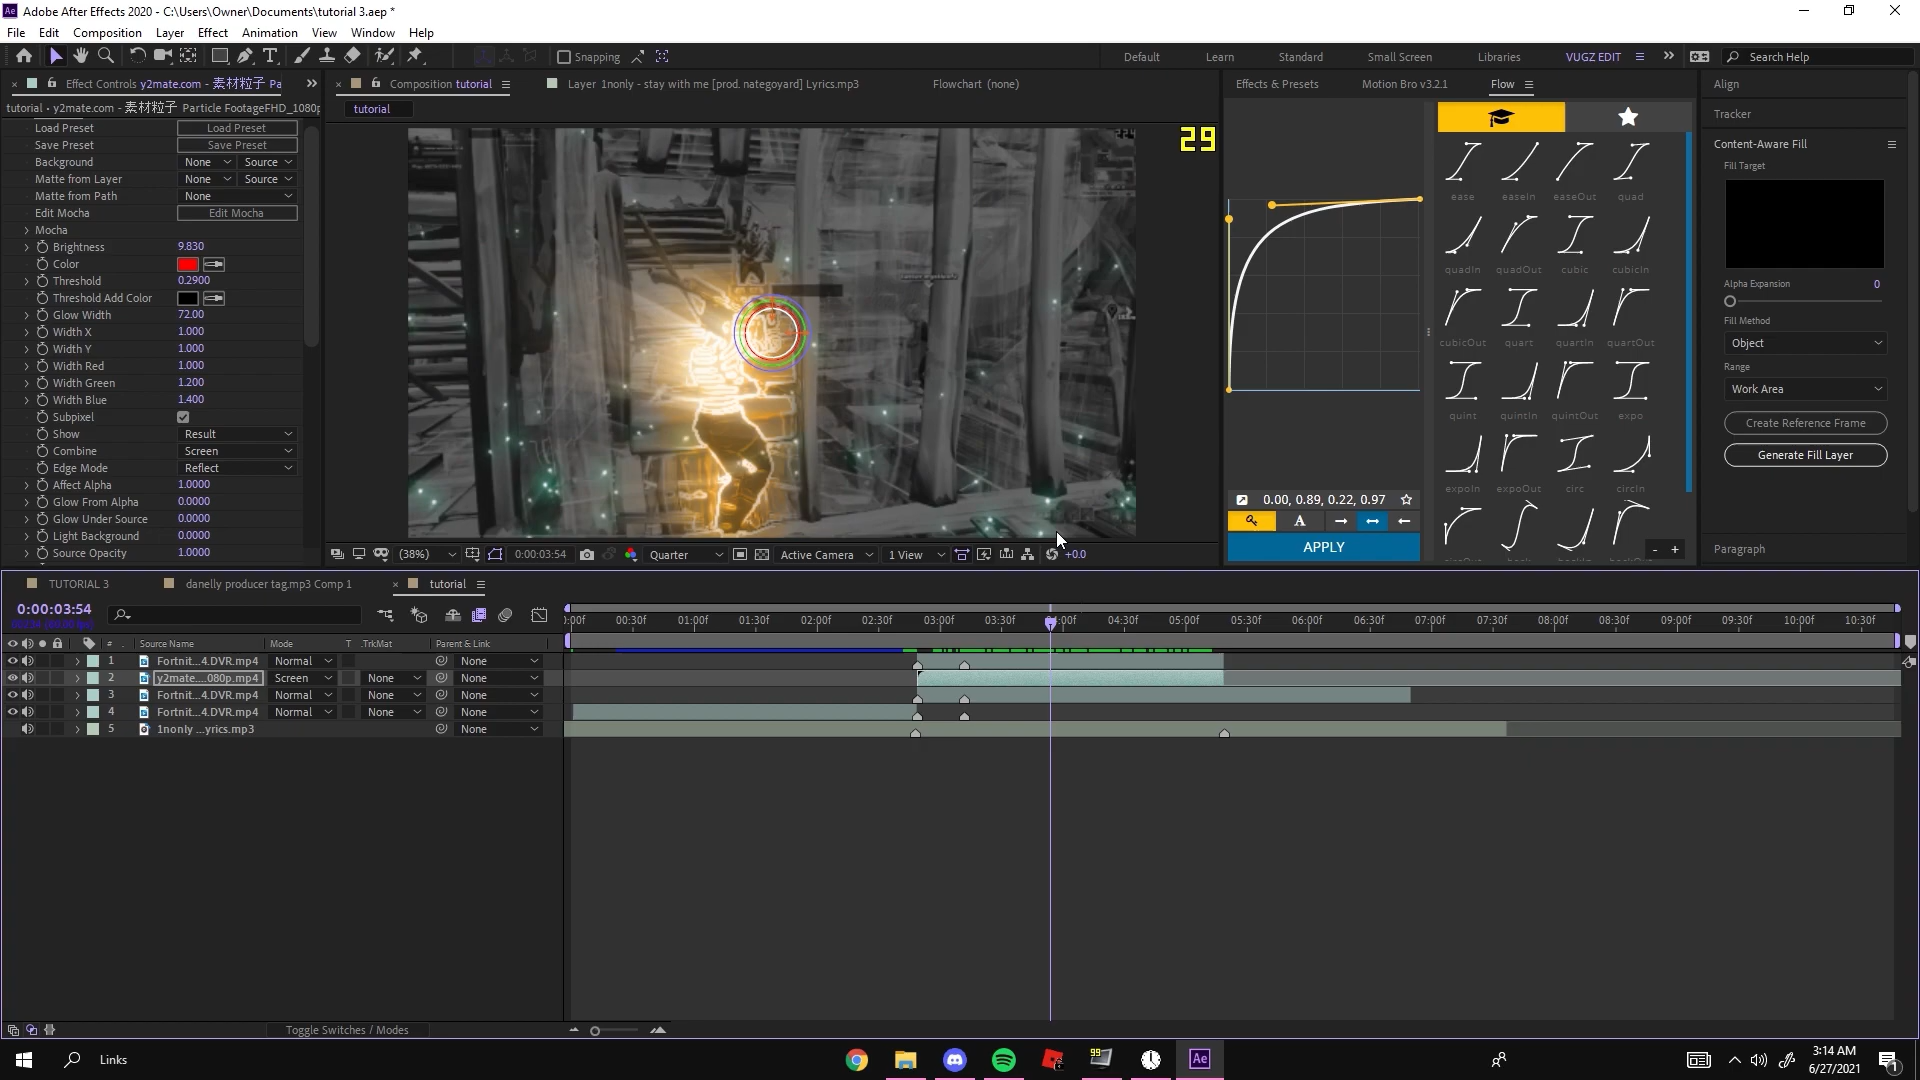 Adobe After Effects 2020 - C:\Users\Owner\Documents\tutorial 3.aep *
File Edit Composition Layer Effect Animation View Window Help
Snapping
Default Learn Standard Small Screen Libraries VUGZ EDIT Search Help
Effect Controls y2mate.com - 素材粒子 Pa
Composition tutorial
Layer 1nonly - stay with me [prod. nategoyard] Lyrics.mp3
Flowchart (none)
Effects & Presets Motion Bro v3.2.1 Flow
Align
tutorial • y2mate.com - 素材粒子 Particle FootageFHD_1080p
tutorial
Tracker
29
Load Preset Load Preset
Save Preset Save Preset
Background None Source
Matte from Layer None Source
Matte from Path None
Edit Mocha Edit Mocha
Mocha
Brightness 9.830
Color
Threshold 0.2900
Threshold Add Color
Glow Width 72.00
Width X 1.000
Width Y 1.000
Width Red 1.000
Width Green 1.200
Width Blue 1.400
Subpixel
Show Result
Combine Screen
Edge Mode Reflect
Affect Alpha 1.0000
Glow From Alpha 0.0000
Glow Under Source 0.0000
Light Background 0.0000
Source Opacity 1.0000
(38%) 0:00:03:54 Quarter Active Camera 1 View +0.0
ease easeIn easeOut quad
quadIn quadOut cubic cubicIn
cubicOut quart quartIn quartOut
quint quintIn quintOut expo
expoIn expoOut circ circIn
0.00, 0.89, 0.22, 0.97
A
APPLY
- +
Content-Aware Fill
Fill Target
Alpha Expansion 0
Fill Method
Object
Range
Work Area
Create Reference Frame
Generate Fill Layer
Paragraph
TUTORIAL 3 danelly producer tag.mp3 Comp 1 tutorial
0:00:03:54
:00f 00:30f 01:00f 01:30f 02:00f 02:30f 03:00f 03:30f 04:00f 04:30f 05:00f 05:30f 06:00f 06:30f 07:00f 07:30f 08:00f 08:30f 09:00f 09:30f 10:00f 10:30f
# Source Name Mode T .TrkMat Parent & Link
1 Fortnit...4.DVR.mp4 Normal None
2 y2mate....080p.mp4 Screen None None
3 Fortnit...4.DVR.mp4 Normal None None
4 Fortnit...4.DVR.mp4 Normal None None
5 1nonly ...yrics.mp3 None
Toggle Switches / Modes
Links
99
Ae
3:14 AM
6/27/2021
1